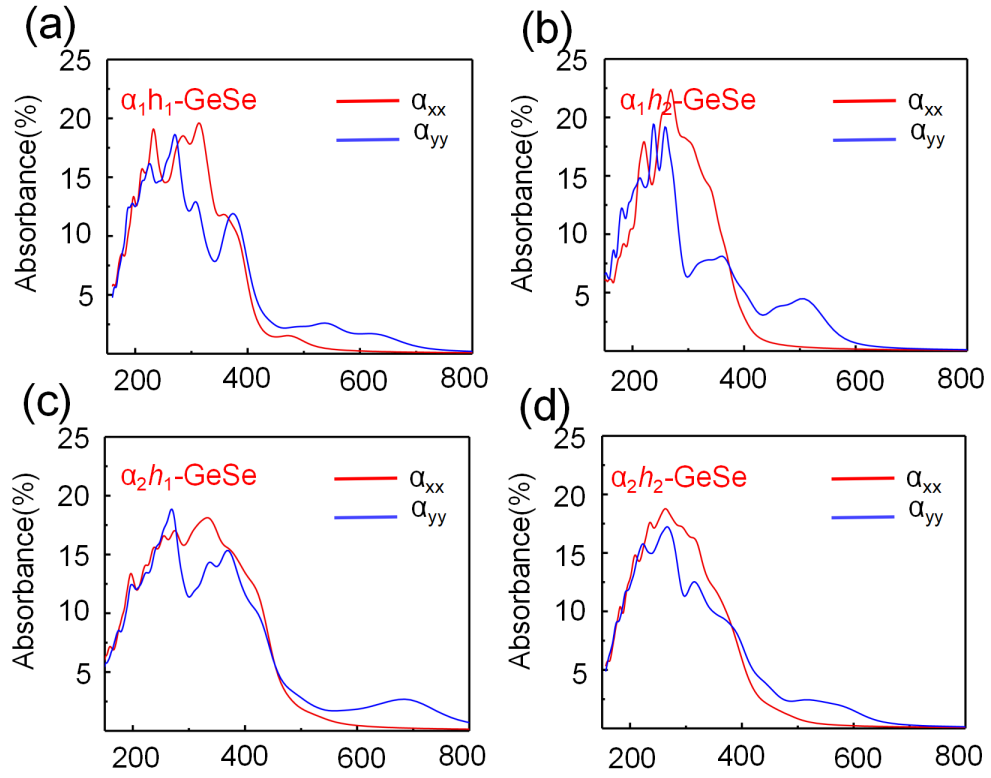 (a)
25
20
15
10
5
Absorbance(%)
α₁h₁-GeSe
αxx
αyy
200 400 600 800
(b)
25
20
15
10
5
Absorbance(%)
α₁h₂-GeSe
αxx
αyy
200 400 600 800
(c)
25
20
15
10
5
Absorbance(%)
α₂h₁-GeSe
αxx
αyy
200 400 600 800
(d)
25
20
15
10
5
Absorbance(%)
α₂h₂-GeSe
αxx
αyy
200 400 600 800